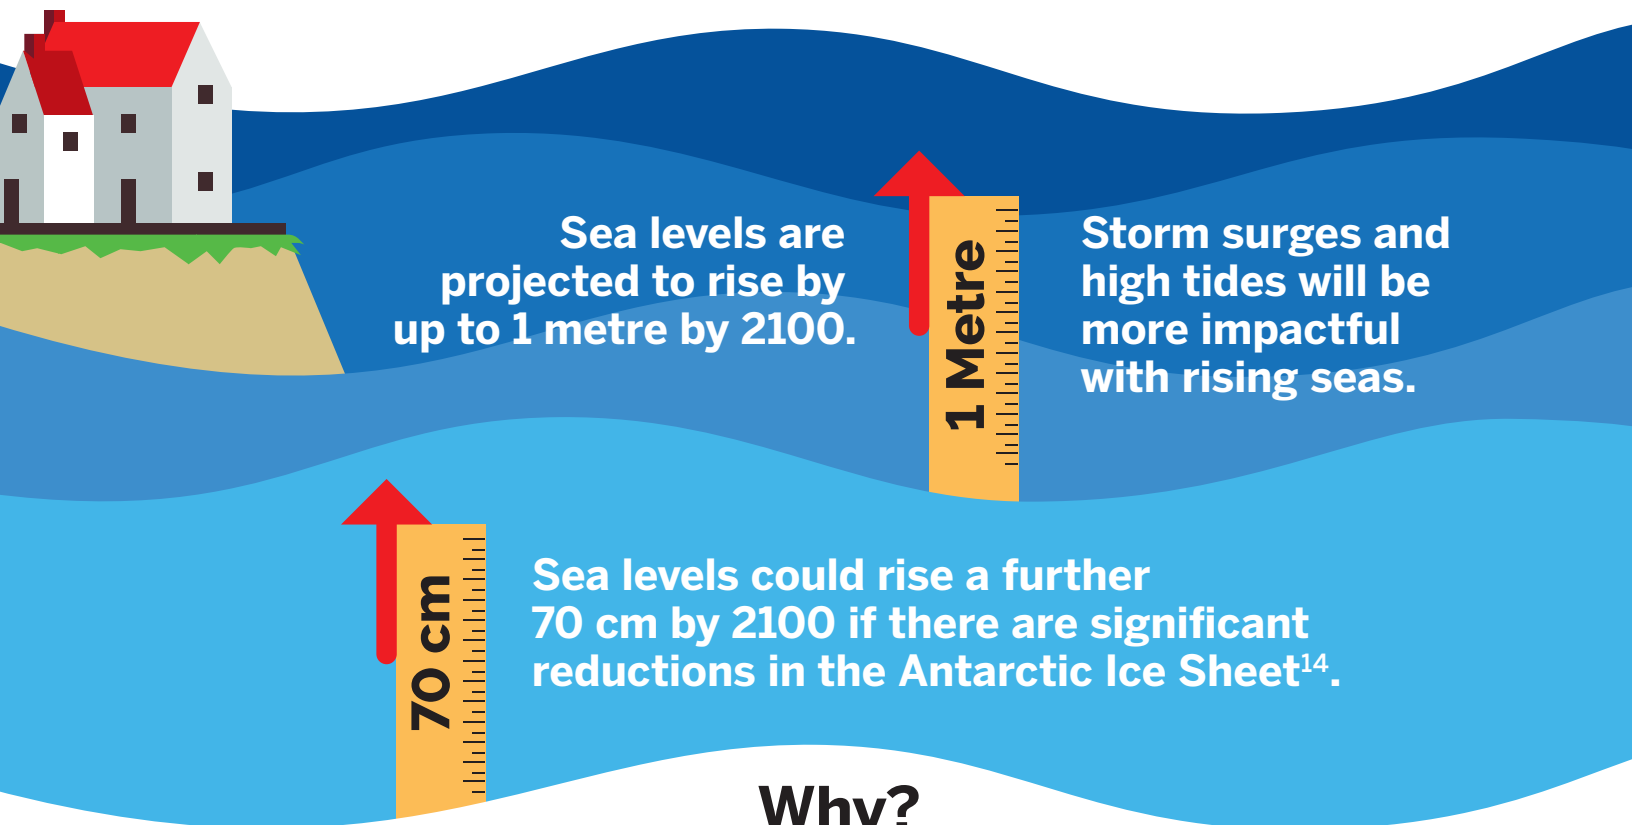 Sea levels are
projected to rise by
up to 1 metre by 2100.
1 Metre
Storm surges and
high tides will be
more impactful
with rising seas.
70 cm
Sea levels could rise a further
70 cm by 2100 if there are significant
reductions in the Antarctic Ice Sheet¹⁴.
Why?